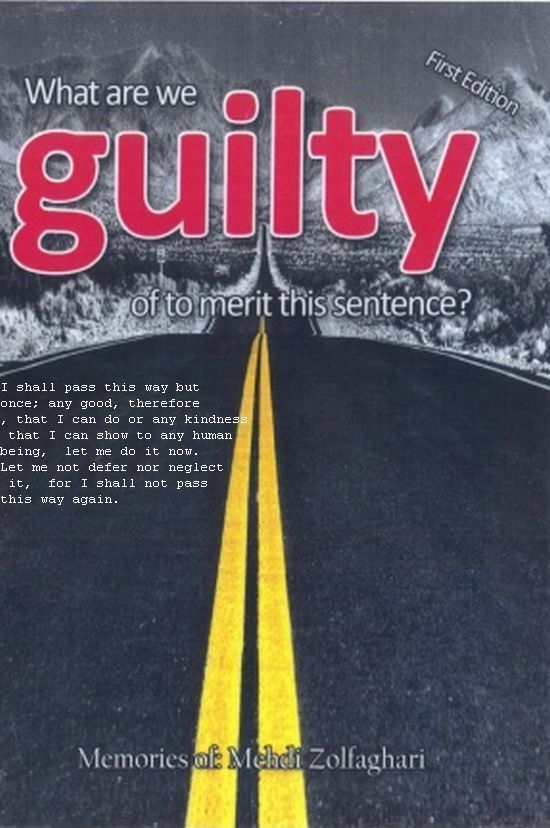 First Edition
What are we
guilty
of to merit this sentence?
I shall pass this way but
once; any good, therefore
, that I can do or any kindness
that I can show to any human
being,  let me do it now.
Let me not defer nor neglect
it,  for I shall not pass
this way again.
Memories of: Mehdi Zolfaghari